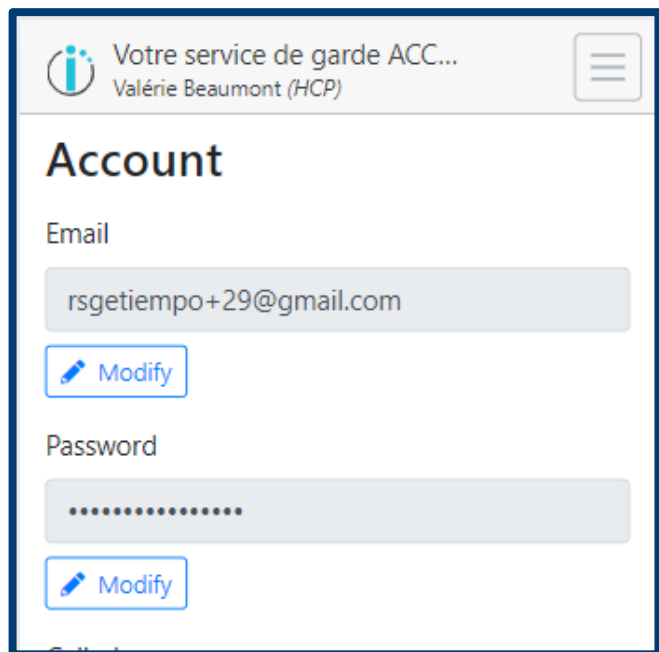 Votre service de garde ACC...
Valérie Beaumont (HCP)
Account
Email
rsgetiempo+29@gmail.com
Modify
Password
••••••••••••••••
Modify